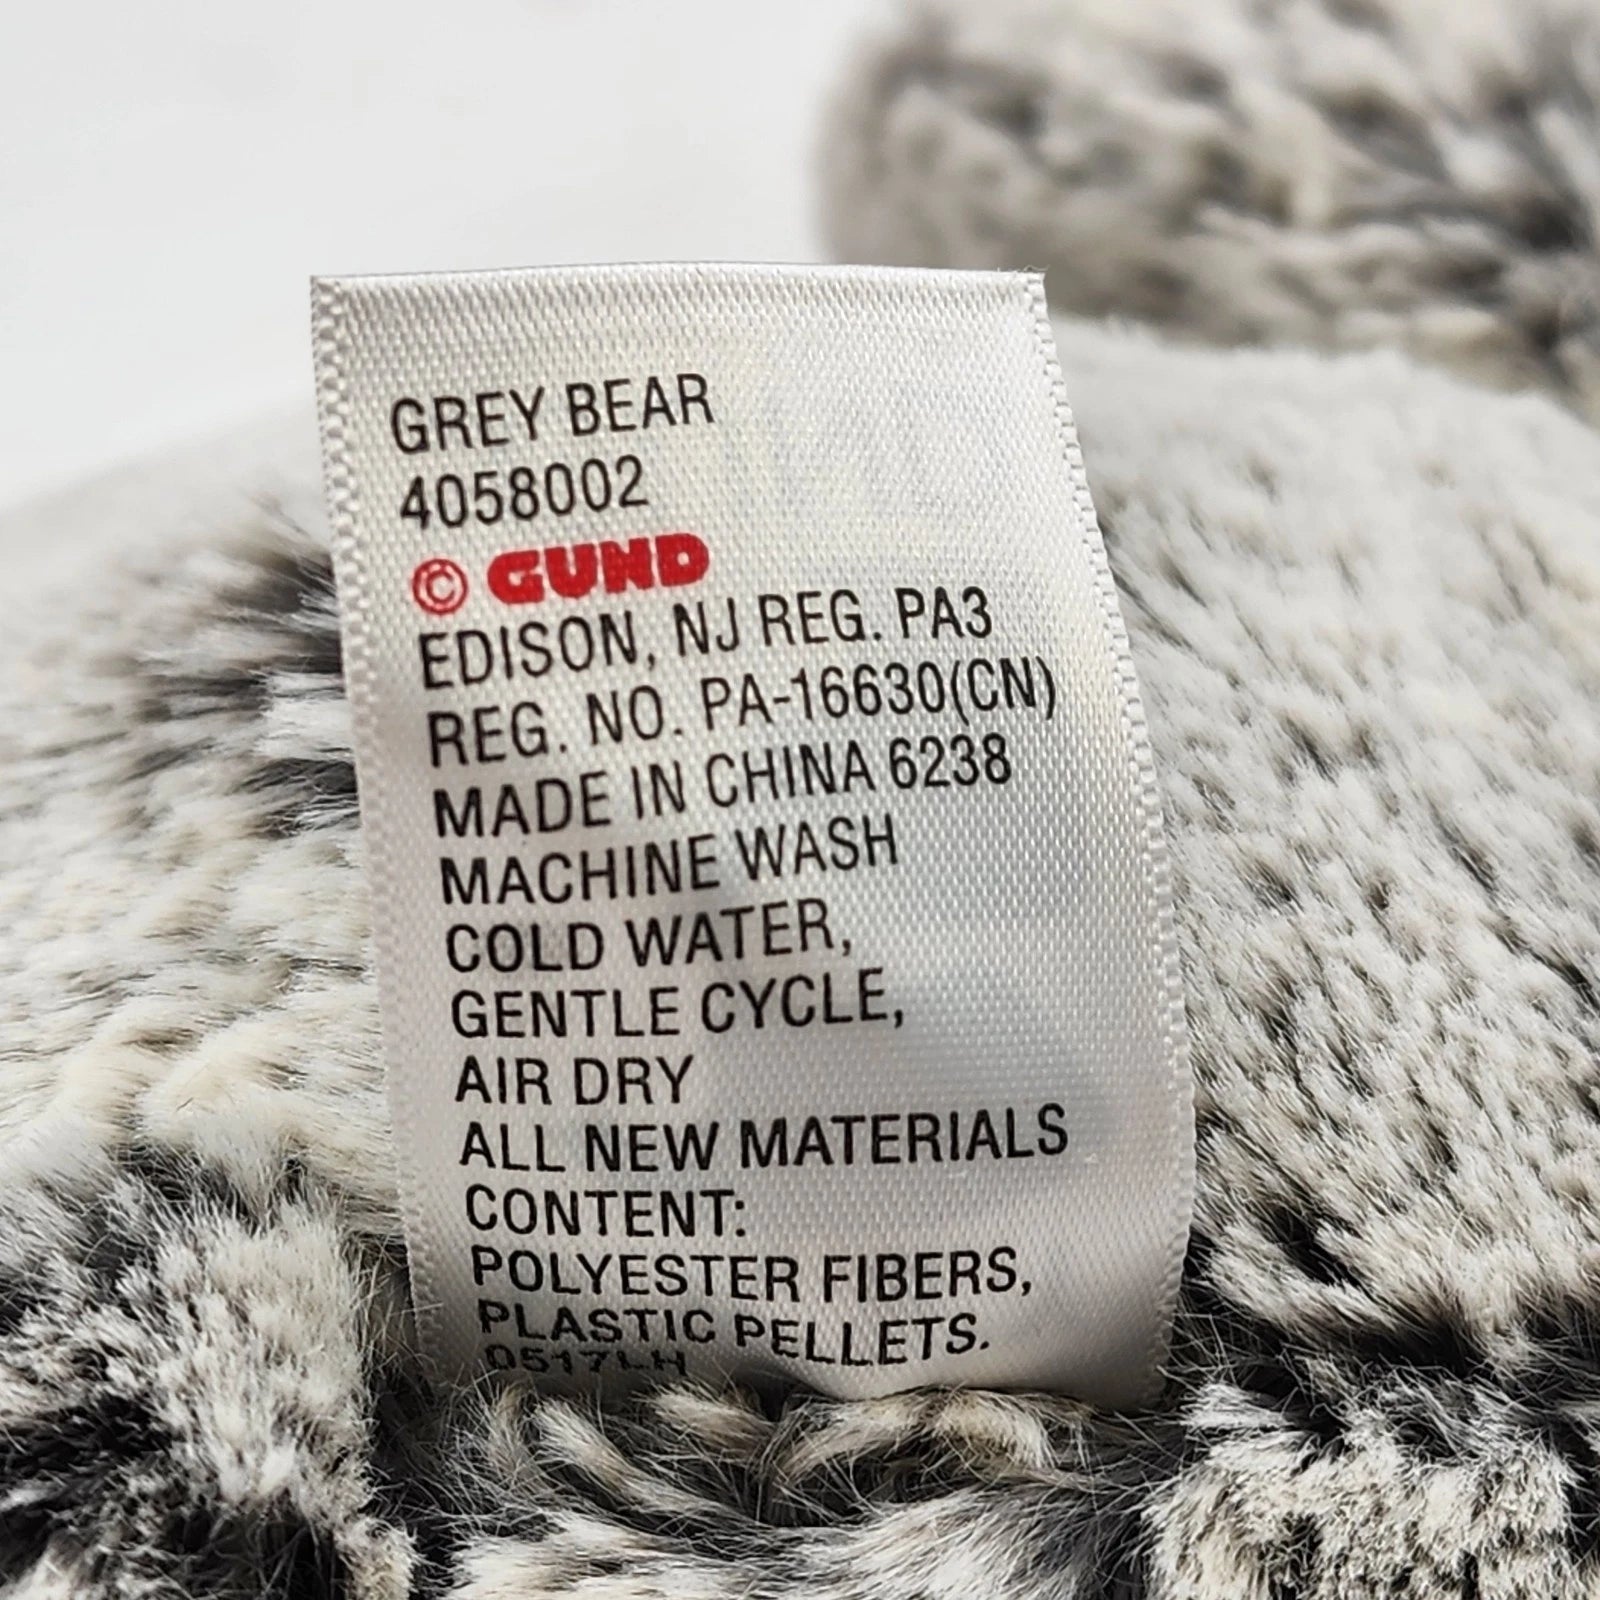 GREY BEAR
4058002
© GUND
EDISON, NJ REG. PA3
REG. NO. PA-16630(CN)
MADE IN CHINA 6238
MACHINE WASH
COLD WATER,
GENTLE CYCLE,
AIR DRY
ALL NEW MATERIALS
CONTENT:
POLYESTER FIBERS,
PLASTIC PELLETS.
0517LH